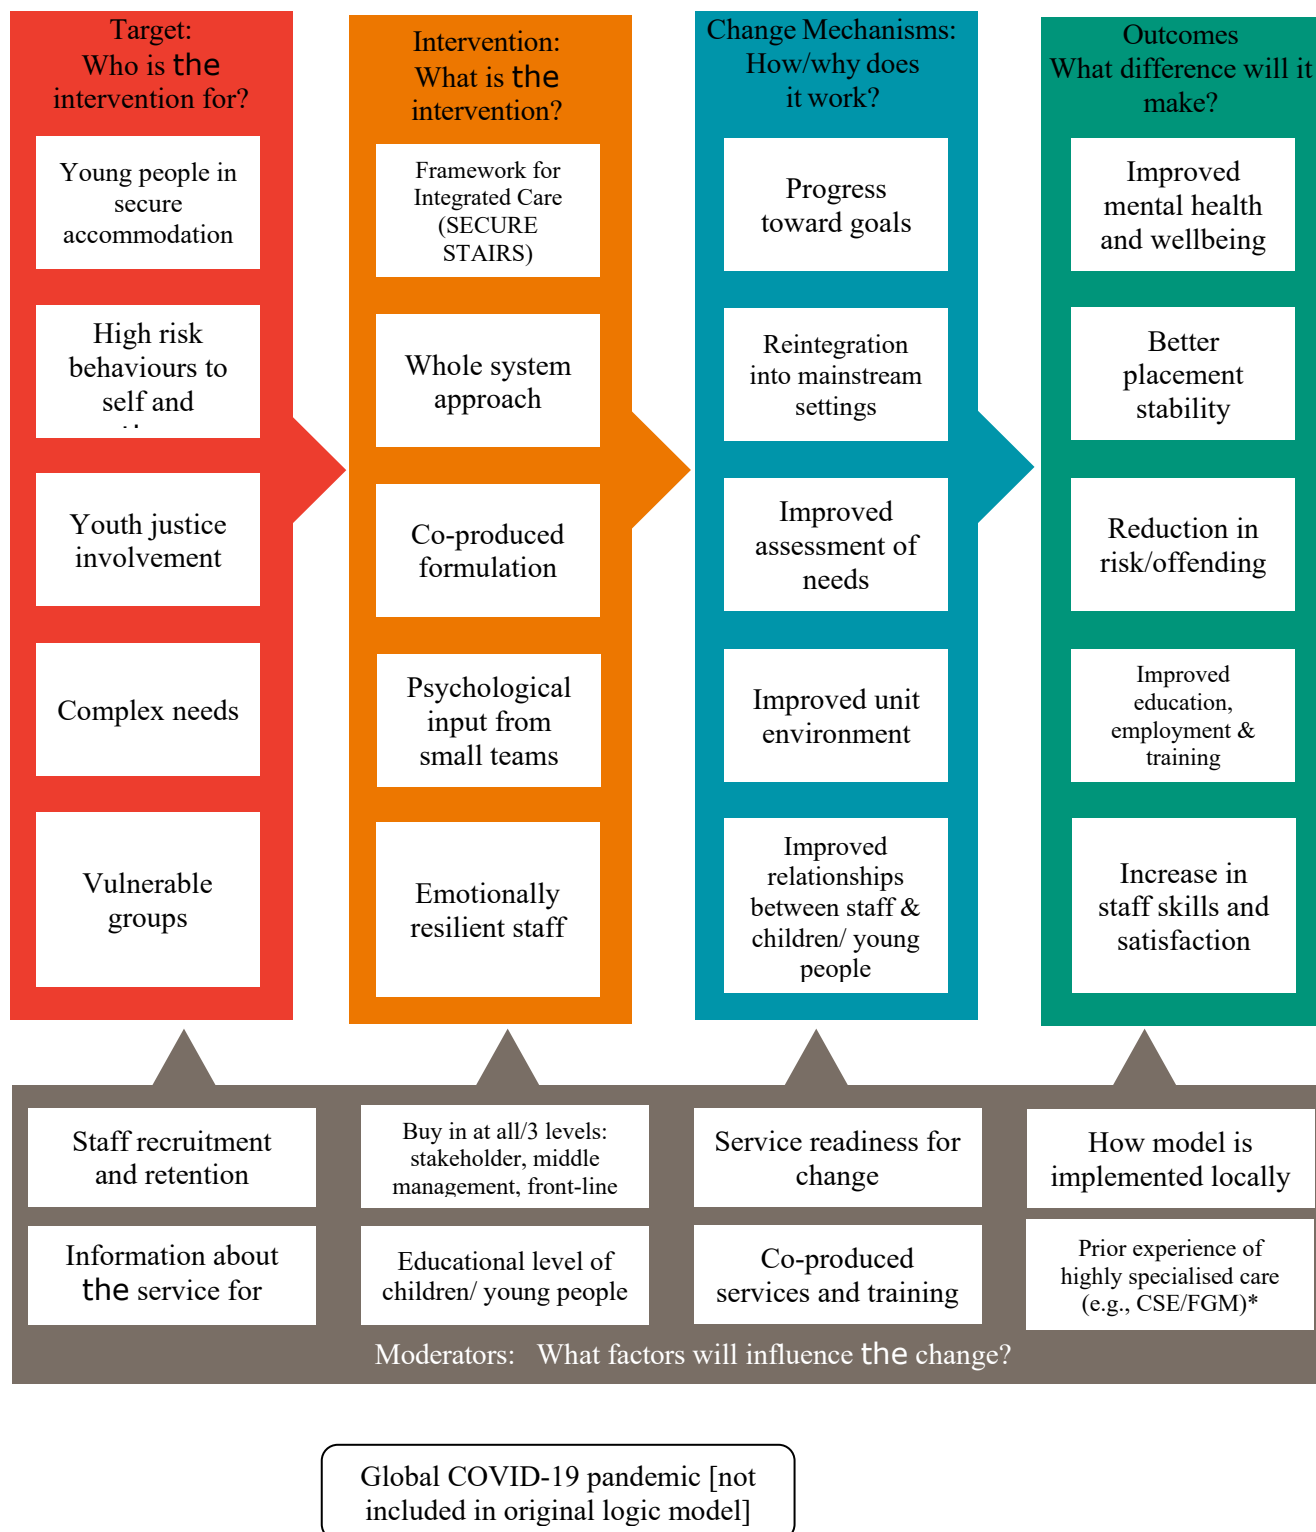 Target:
Who is the
intervention for?
Young people in
secure
accommodation
High risk
behaviours to
self and
Youth justice
involvement
Complex needs
Vulnerable
groups
Intervention:
What is the
intervention?
Framework for
Integrated Care
(SECURE
STAIRS)
Whole system
approach
Co-produced
formulation
Psychological
input from
small teams
Emotionally
resilient staff
Change Mechanisms:
How/why does
it work?
Progress
toward goals
Reintegration
into mainstream
settings
Improved
assessment of
needs
Improved unit
environment
Improved
relationships
between staff &
children/ young
people
Outcomes
What difference will it
make?
Improved
mental health
and wellbeing
Better
placement
stability
Reduction in
risk/offending
Improved
education,
employment &
training
Increase in
staff skills and
satisfaction
Staff recruitment
and retention
Buy in at all/3 levels:
stakeholder, middle
management, front-line
Service readiness for
change
How model is
implemented locally
Information about
the service for
Educational level of
children/ young people
Co-produced
services and training
Prior experience of
highly specialised care
(e.g., CSE/FGM)*
Moderators: What factors will influence the change?
Global COVID-19 pandemic [not
included in original logic model]